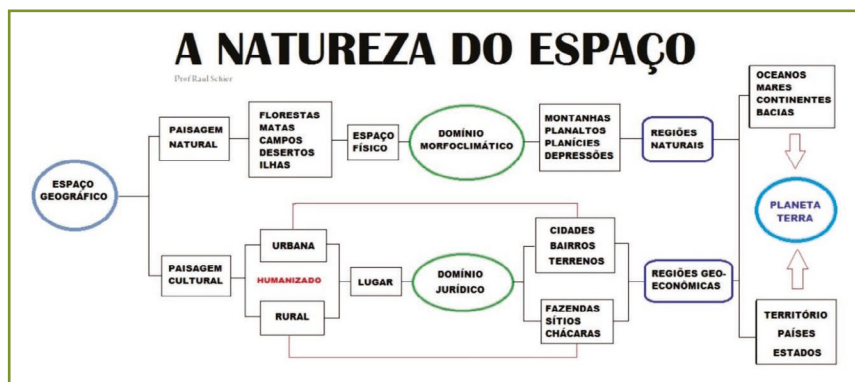 A NATUREZA DO ESPAÇO
Prof Raul Schier
ESPAÇO
GEOGRÁFICO
PAISAGEM
NATURAL
FLORESTAS
MATAS
CAMPOS
DESERTOS
ILHAS
ESPAÇO
FÍSICO
DOMÍNIO
MORFOCLIMÁTICO
MONTANHAS
PLANALTOS
PLANÍCIES
DEPRESSÕES
REGIÕES
NATURAIS
OCEANOS
MARES
CONTINENTES
BACIAS
PLANETA
TERRA
PAISAGEM
CULTURAL
URBANA
HUMANIZADO
RURAL
LUGAR
DOMÍNIO
JURÍDICO
CIDADES
BAIRROS
TERRENOS
FAZENDAS
SÍTIOS
CHÁCARAS
REGIÕES GEO-
ECONÓMICAS
TERRITÓRIO
PAÍSES
ESTADOS